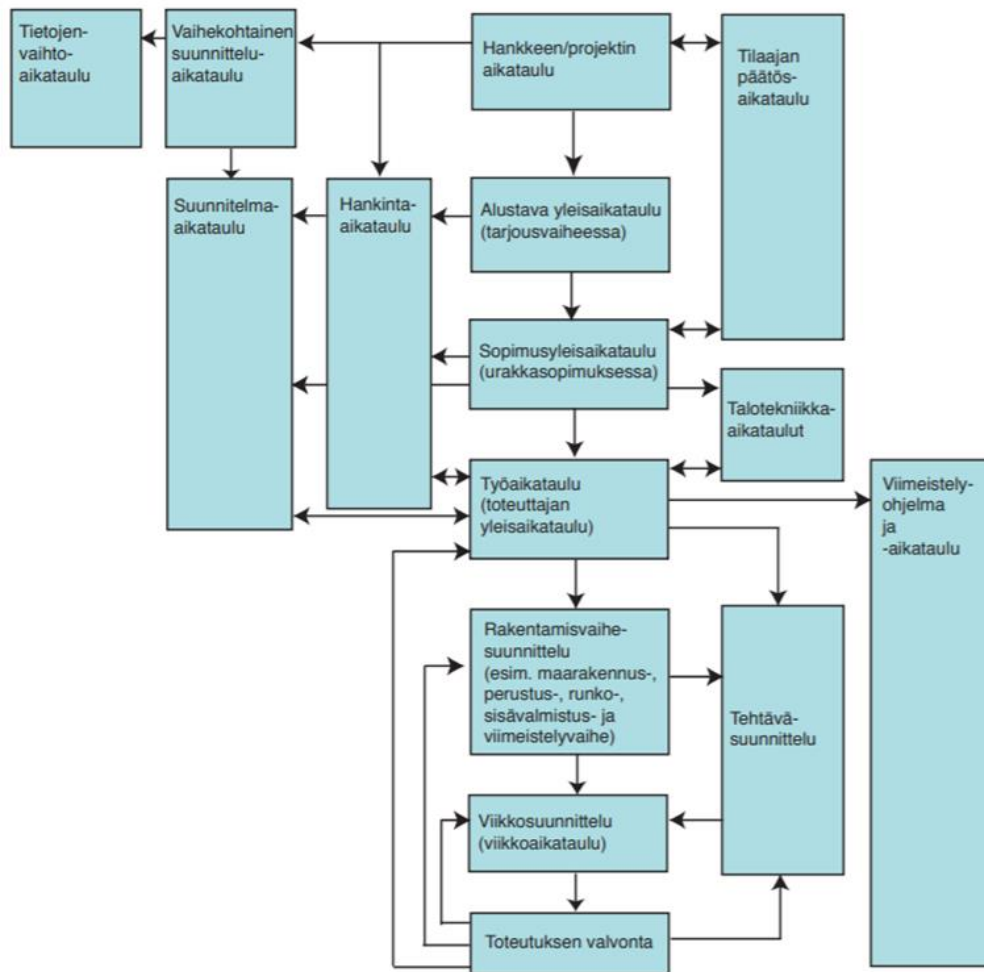 Tietojen-
vaihto-
aikataulu
Vaihekohtainen
suunnittelu-
aikataulu
Hankkeen/projektin
aikataulu
Tilaajan
päätös-
aikataulu
Suunnitelma-
aikataulu
Hankinta-
aikataulu
Alustava yleisaikataulu
(tarjousvaiheessa)
Sopimusyleisaikataulu
(urakkasopimuksessa)
Talotekniikka-
aikataulut
Työaikataulu
(toteuttajan
yleisaikataulu)
Viimeistely-
ohjelma
ja
-aikataulu
Rakentamisvaihe-
suunnittelu
(esim. maarakennus-,
perustus-, runko-,
sisävalmistus- ja
viimeistelyvaihe)
Tehtävä-
suunnittelu
Viikkosuunnittelu
(viikkoaikataulu)
Toteutuksen valvonta